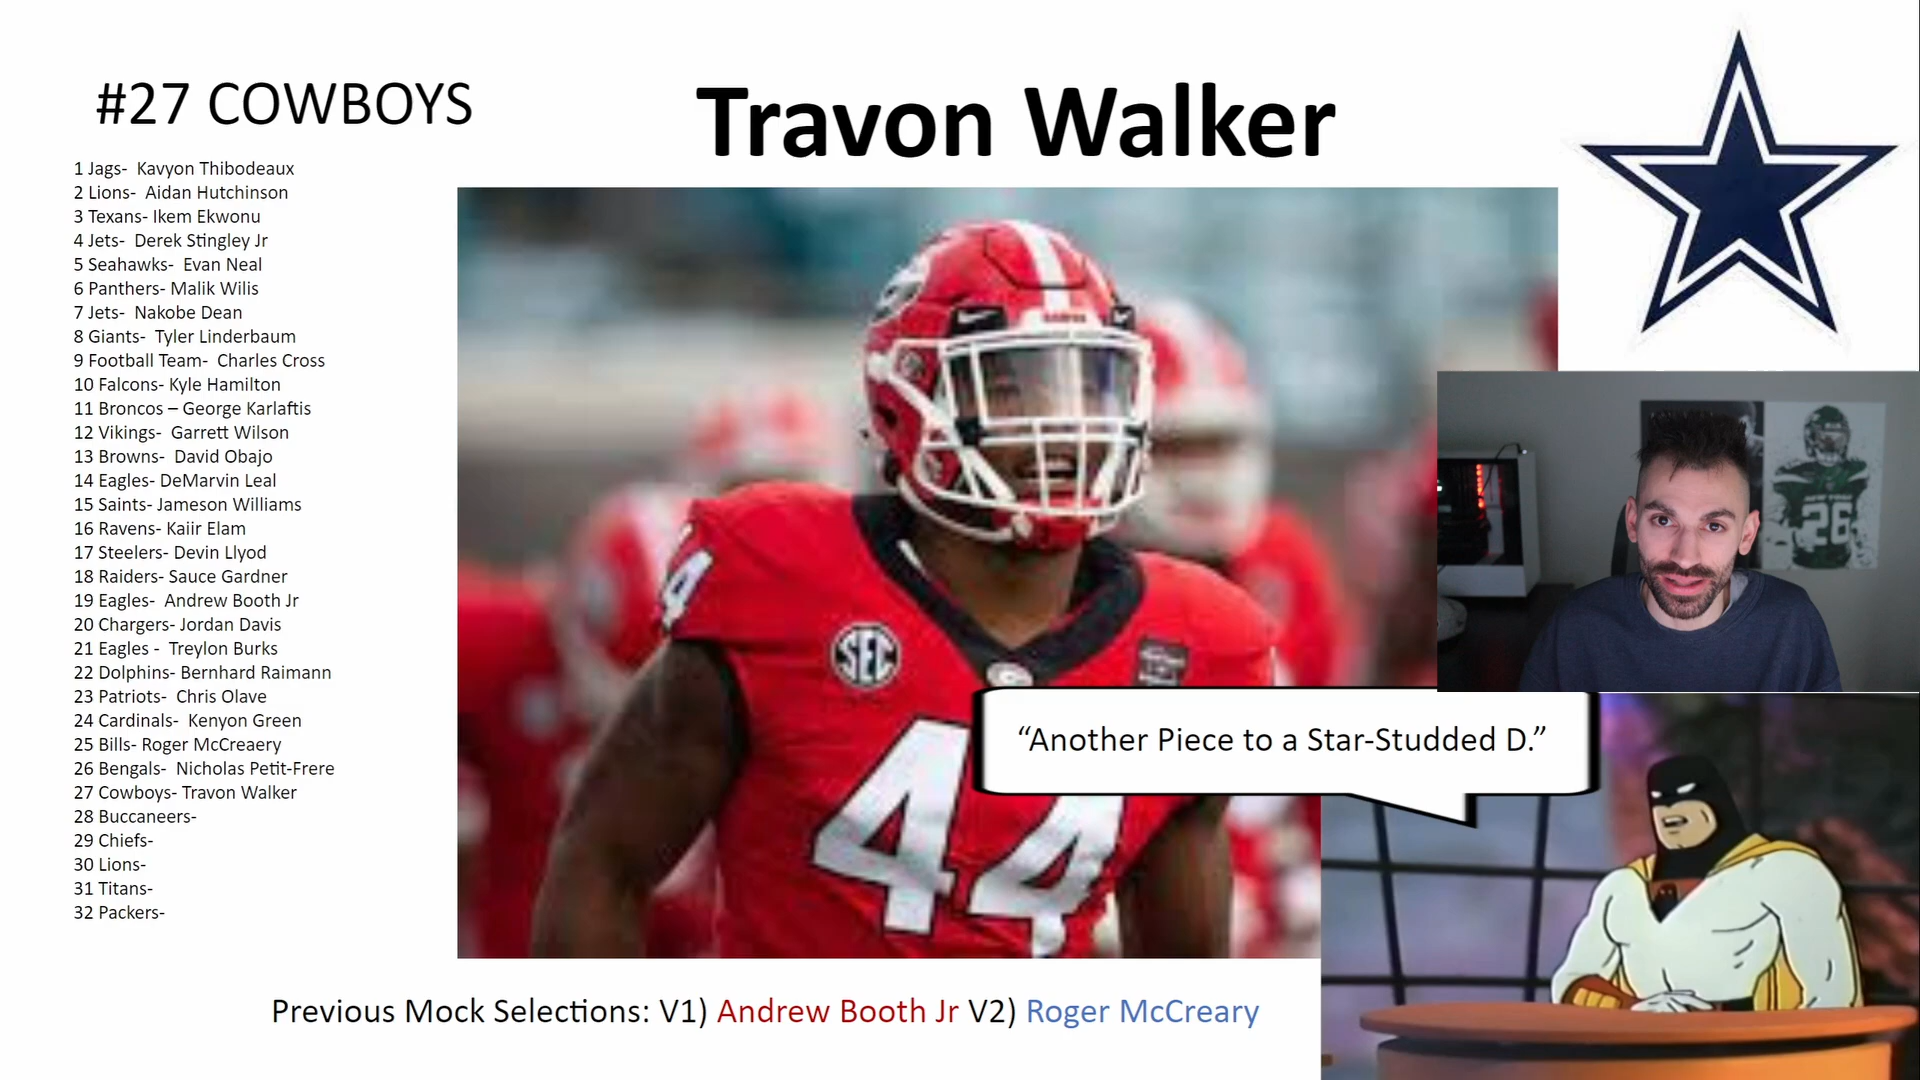 #27 COWBOYS
Travon Walker
1 Jags- Kavyon Thibodeaux
2 Lions- Aidan Hutchinson
3 Texans- Ikem Ekwonu
4 Jets- Derek Stingley Jr
5 Seahawks- Evan Neal
6 Panthers- Malik Wilis
7 Jets- Nakobe Dean
8 Giants- Tyler Linderbaum
9 Football Team- Charles Cross
10 Falcons- Kyle Hamilton
11 Broncos – George Karlaftis
12 Vikings- Garrett Wilson
13 Browns- David Obajo
14 Eagles- DeMarvin Leal
15 Saints- Jameson Williams
16 Ravens- Kaiir Elam
17 Steelers- Devin Llyod
18 Raiders- Sauce Gardner
19 Eagles- Andrew Booth Jr
20 Chargers- Jordan Davis
21 Eagles - Treylon Burks
22 Dolphins- Bernhard Raimann
23 Patriots- Chris Olave
24 Cardinals- Kenyon Green
25 Bills- Roger McCreaery
26 Bengals- Nicholas Petit-Frere
27 Cowboys- Travon Walker
28 Buccaneers-
29 Chiefs-
30 Lions-
31 Titans-
32 Packers-
4
SEC
44
NEW YORK
26
“Another Piece to a Star-Studded D.”
Previous Mock Selections: V1) Andrew Booth Jr V2) Roger McCreary